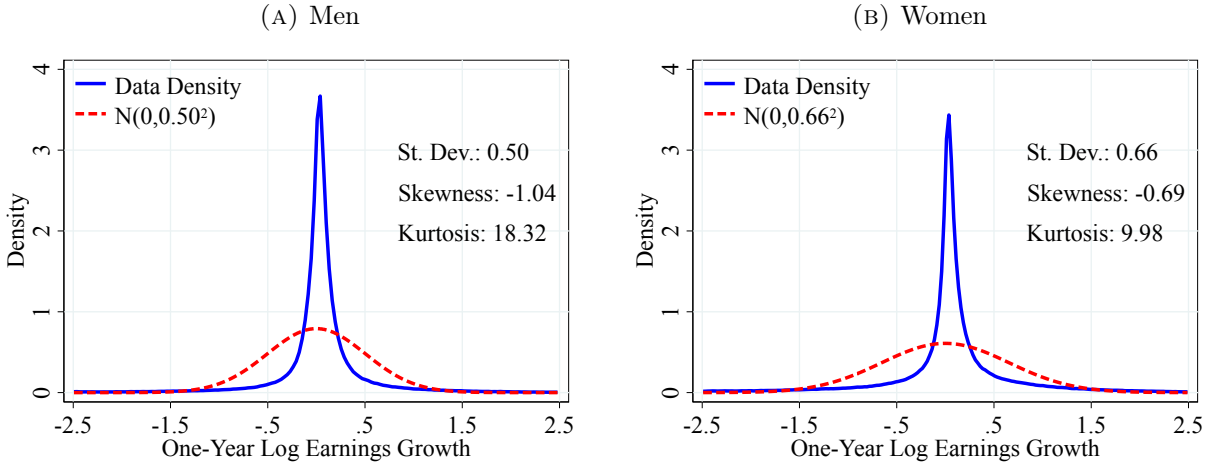 (A) Men
4
3
2
1
0
Density
Data Density
N(0,0.50²)
St. Dev.: 0.50
Skewness: -1.04
Kurtosis: 18.32
-2.5 -1.5 -.5 .5 1.5 2.5
One-Year Log Earnings Growth
(B) Women
4
3
2
1
0
Density
Data Density
N(0,0.66²)
St. Dev.: 0.66
Skewness: -0.69
Kurtosis: 9.98
-2.5 -1.5 -.5 .5 1.5 2.5
One-Year Log Earnings Growth